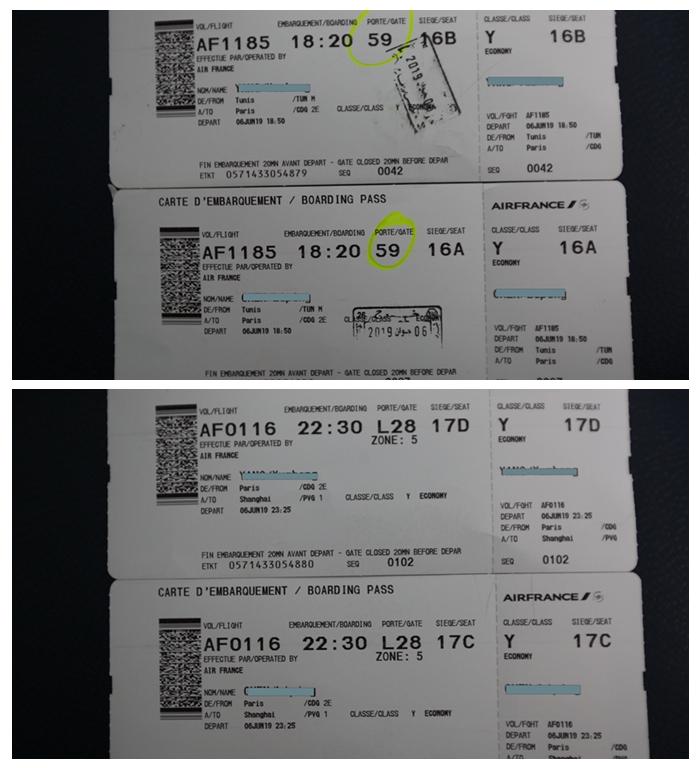 VOL/FLIGHT EMBARQUEMENT/BOARDING PORTE/GATE SIEGE/SEAT CLASSE/CLASS SIEGE/SEAT
AF1185 18:20 59 16B Y 16B
EFFECTUE PAR/OPERATED BY ECONOMY
AIR FRANCE
NOM/NAME
DE/FROM Tunis /TUN M
A/TO Paris /CDG 2E CLASSE/CLASS Y ECONOMY
DEPART 06JUN19 18:50
2019
VOL/FGHT AF1185
DEPART 06JUN19 18:50
DE/FROM Tunis /TUN
A/TO Paris /CDG
FIN EMBARQUEMENT 20MN AVANT DEPART - GATE CLOSED 20MN BEFORE DEPAR
ETKT 0571433054879 SEQ 0042 SEQ 0042
CARTE D'EMBARQUEMENT / BOARDING PASS AIRFRANCE
VOL/FLIGHT EMBARQUEMENT/BOARDING PORTE/GATE SIEGE/SEAT CLASSE/CLASS SIEGE/SEAT
AF1185 18:20 59 16A Y 16A
EFFECTUE PAR/OPERATED BY ECONOMY
AIR FRANCE
NOM/NAME
DE/FROM Tunis /TUN M
A/TO Paris /CDG 2E
DEPART 06JUN19 18:50
06 جوان 2019
VOL/FGHT AF1185
DEPART 06JUN19 18:50
DE/FROM Tunis /TUN
A/TO Paris /CDG
FIN EMBARQUEMENT 20MN AVANT DEPART - GATE CLOSED 20MN BEFORE DEPAR
VOL/FLIGHT EMBARQUEMENT/BOARDING PORTE/GATE SIEGE/SEAT CLASSE/CLASS SIEGE/SEAT
AF0116 22:30 L28 17D Y 17D
EFFECTUE PAR/OPERATED BY ZONE: 5 ECONOMY
AIR FRANCE
NOM/NAME
DE/FROM Paris /CDG 2E
A/TO Shanghai /PVG 1 CLASSE/CLASS Y ECONOMY
DEPART 06JUN19 23:25
VOL/FGHT AF0116
DEPART 06JUN19 23:25
DE/FROM Paris /CDG
A/TO Shanghai /PVG
FIN EMBARQUEMENT 20MN AVANT DEPART - GATE CLOSED 20MN BEFORE DEPAR
ETKT 0571433054880 SEQ 0102 SEQ 0102
CARTE D'EMBARQUEMENT / BOARDING PASS AIRFRANCE
VOL/FLIGHT EMBARQUEMENT/BOARDING PORTE/GATE SIEGE/SEAT CLASSE/CLASS SIEGE/SEAT
AF0116 22:30 L28 17C Y 17C
EFFECTUE PAR/OPERATED BY ZONE: 5 ECONOMY
AIR FRANCE
NOM/NAME
DE/FROM Paris /CDG 2E
A/TO Shanghai /PVG 1 CLASSE/CLASS Y ECONOMY
DEPART 06JUN19 23:25
VOL/FGHT AF0116
DEPART 06JUN19 23:25
DE/FROM Paris /CDG
A/TO Shanghai /PVG